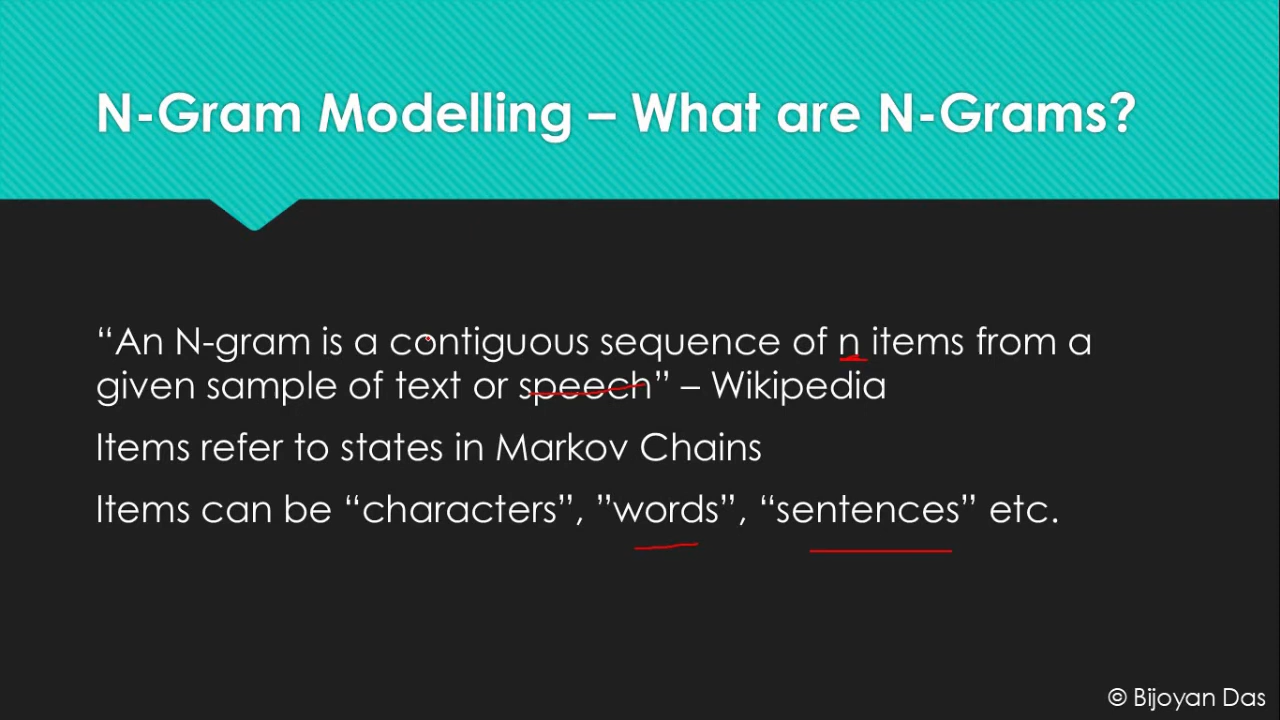 N-Gram Modelling – What are N-Grams?
“An N-gram is a contiguous sequence of n items from a
given sample of text or speech” – Wikipedia
Items refer to states in Markov Chains
Items can be “characters”, ”words”, “sentences” etc.
© Bijoyan Das